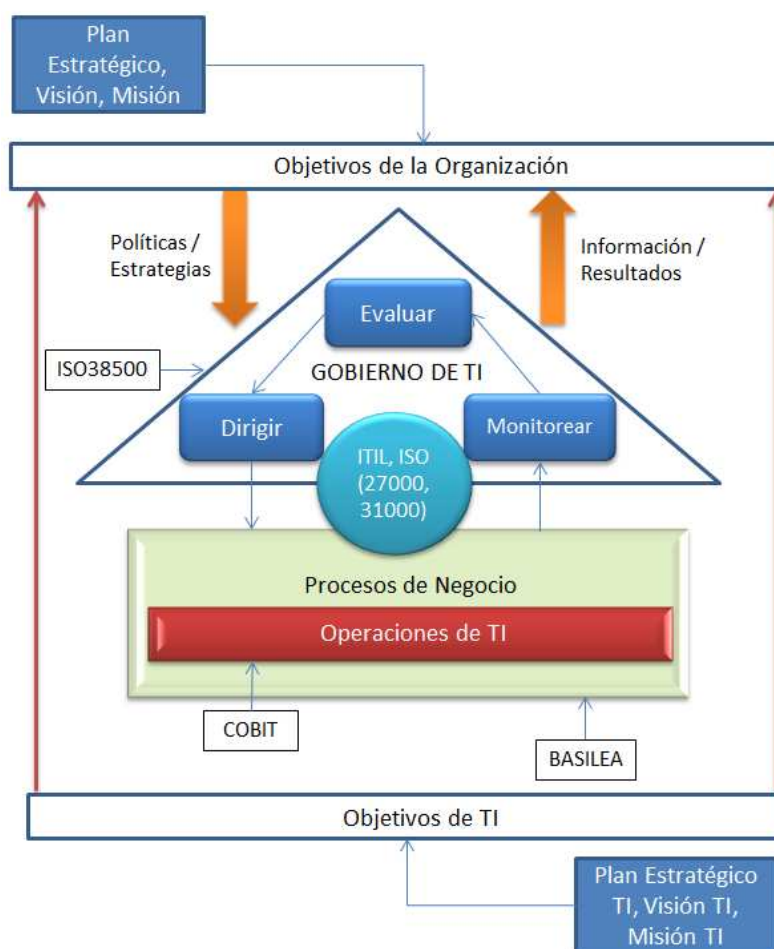 Plan
Estratégico,
Visión, Misión
Objetivos de la Organización
Políticas /
Estrategias
Información /
Resultados
Evaluar
ISO38500
GOBIERNO DE TI
Dirigir
Monitorear
ITIL, ISO
(27000,
31000)
Procesos de Negocio
Operaciones de TI
COBIT
BASILEA
Objetivos de TI
Plan Estratégico
TI, Visión TI,
Misión TI